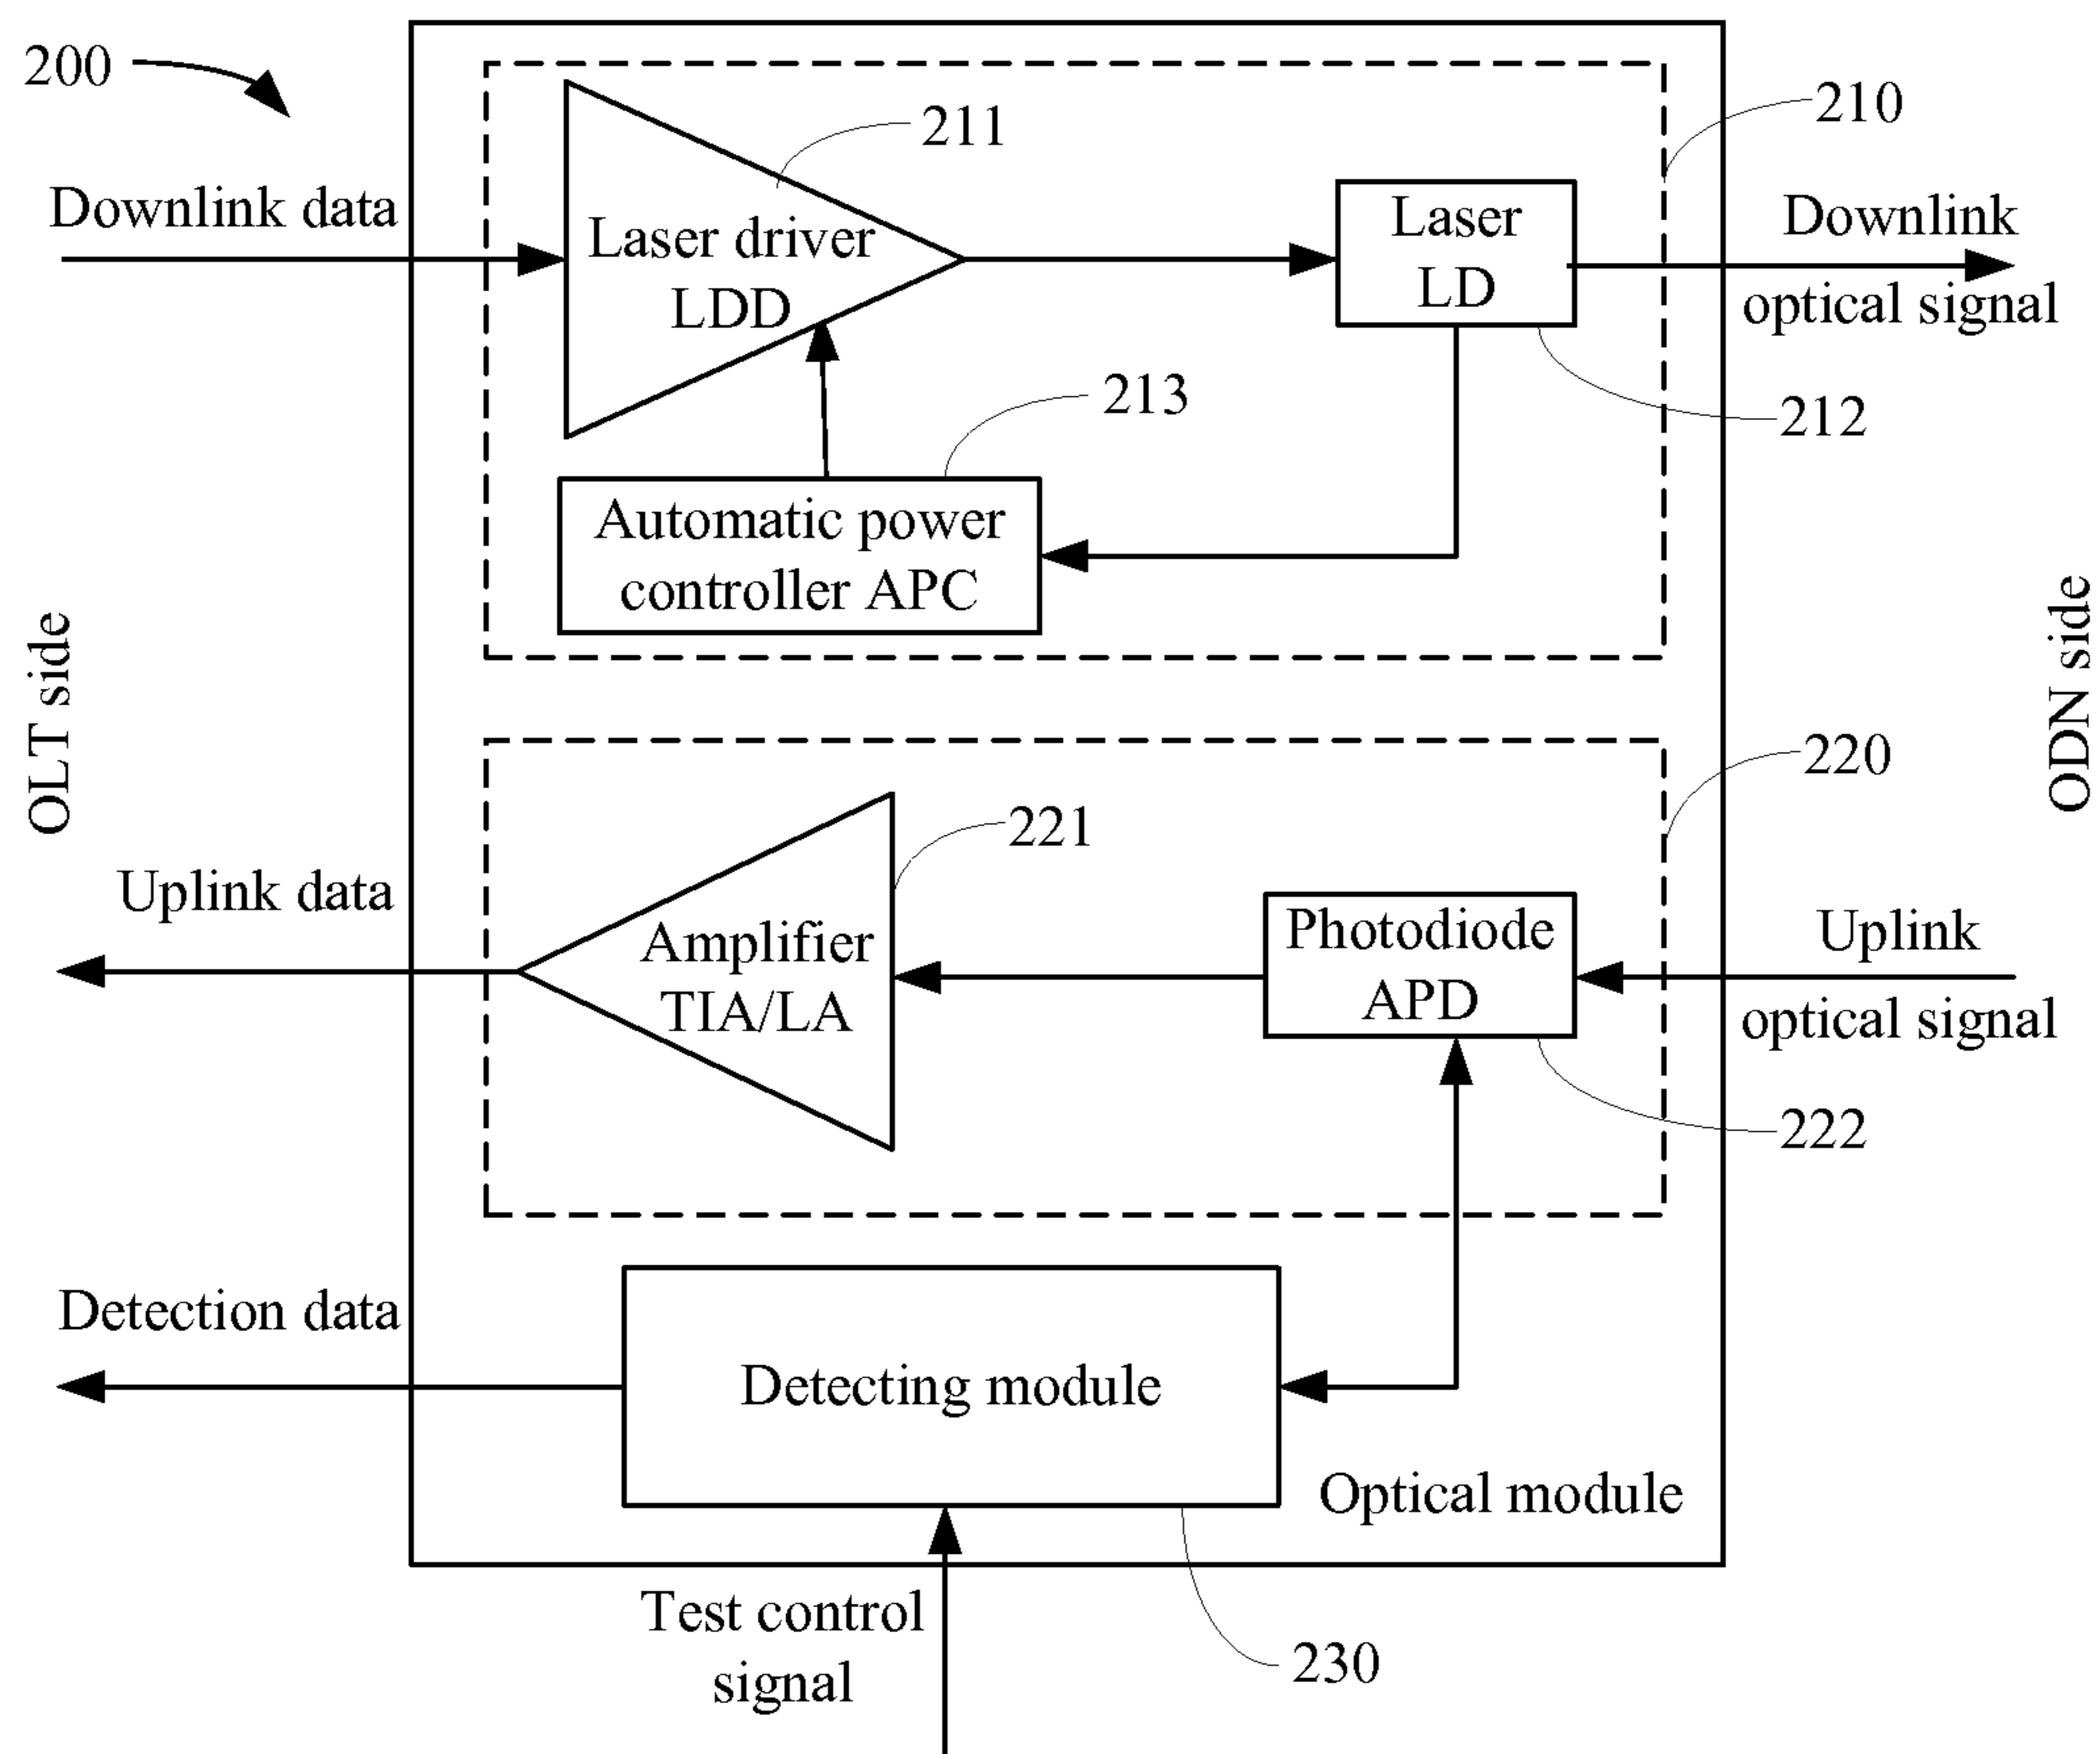 200
211
210
Downlink data
Laser driver
LDD
Laser
LD
Downlink
optical signal
213
212
Automatic power
controller APC
OLT side
ODN side
220
221
Uplink data
Amplifier
TIA/LA
Photodiode
APD
Uplink
optical signal
222
Detection data
Detecting module
Optical module
Test control
signal
230